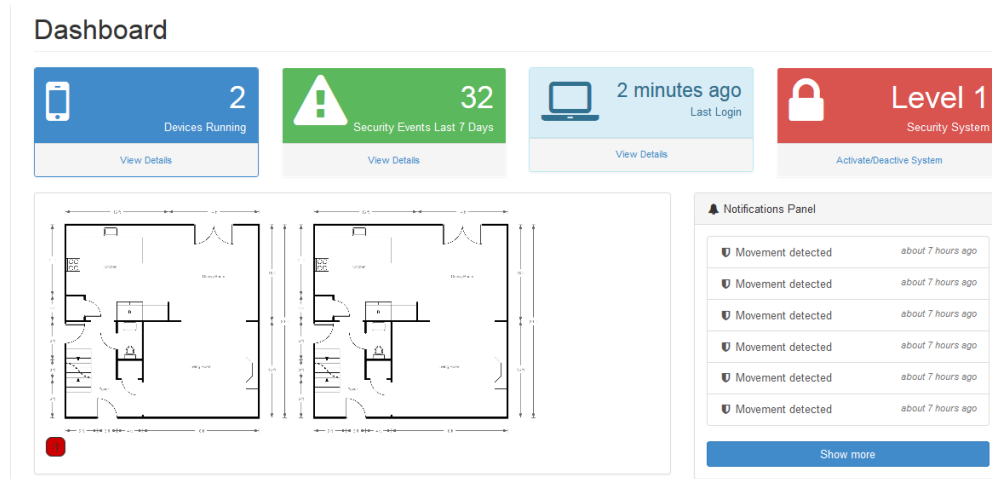 Dashboard
2
Devices Running
View Details
32
Security Events Last 7 Days
View Details
2 minutes ago
Last Login
View Details
Level 1
Security System
Activate/Deactive System
Notifications Panel
Movement detected about 7 hours ago
Movement detected about 7 hours ago
Movement detected about 7 hours ago
Movement detected about 7 hours ago
Movement detected about 7 hours ago
Movement detected about 7 hours ago
Show more